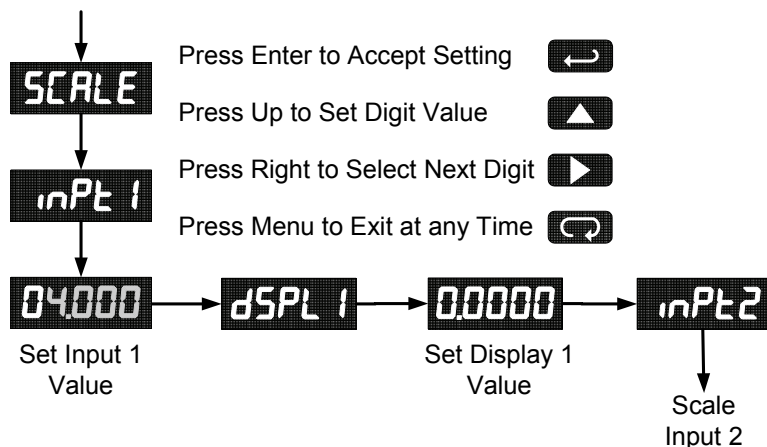 SCALE
Press Enter to Accept Setting
Press Up to Set Digit Value
inPt 1
Press Right to Select Next Digit
Press Menu to Exit at any Time
04.000
dSPL 1
0.0000
inPt2
Set Input 1
Value
Set Display 1
Value
Scale
Input 2